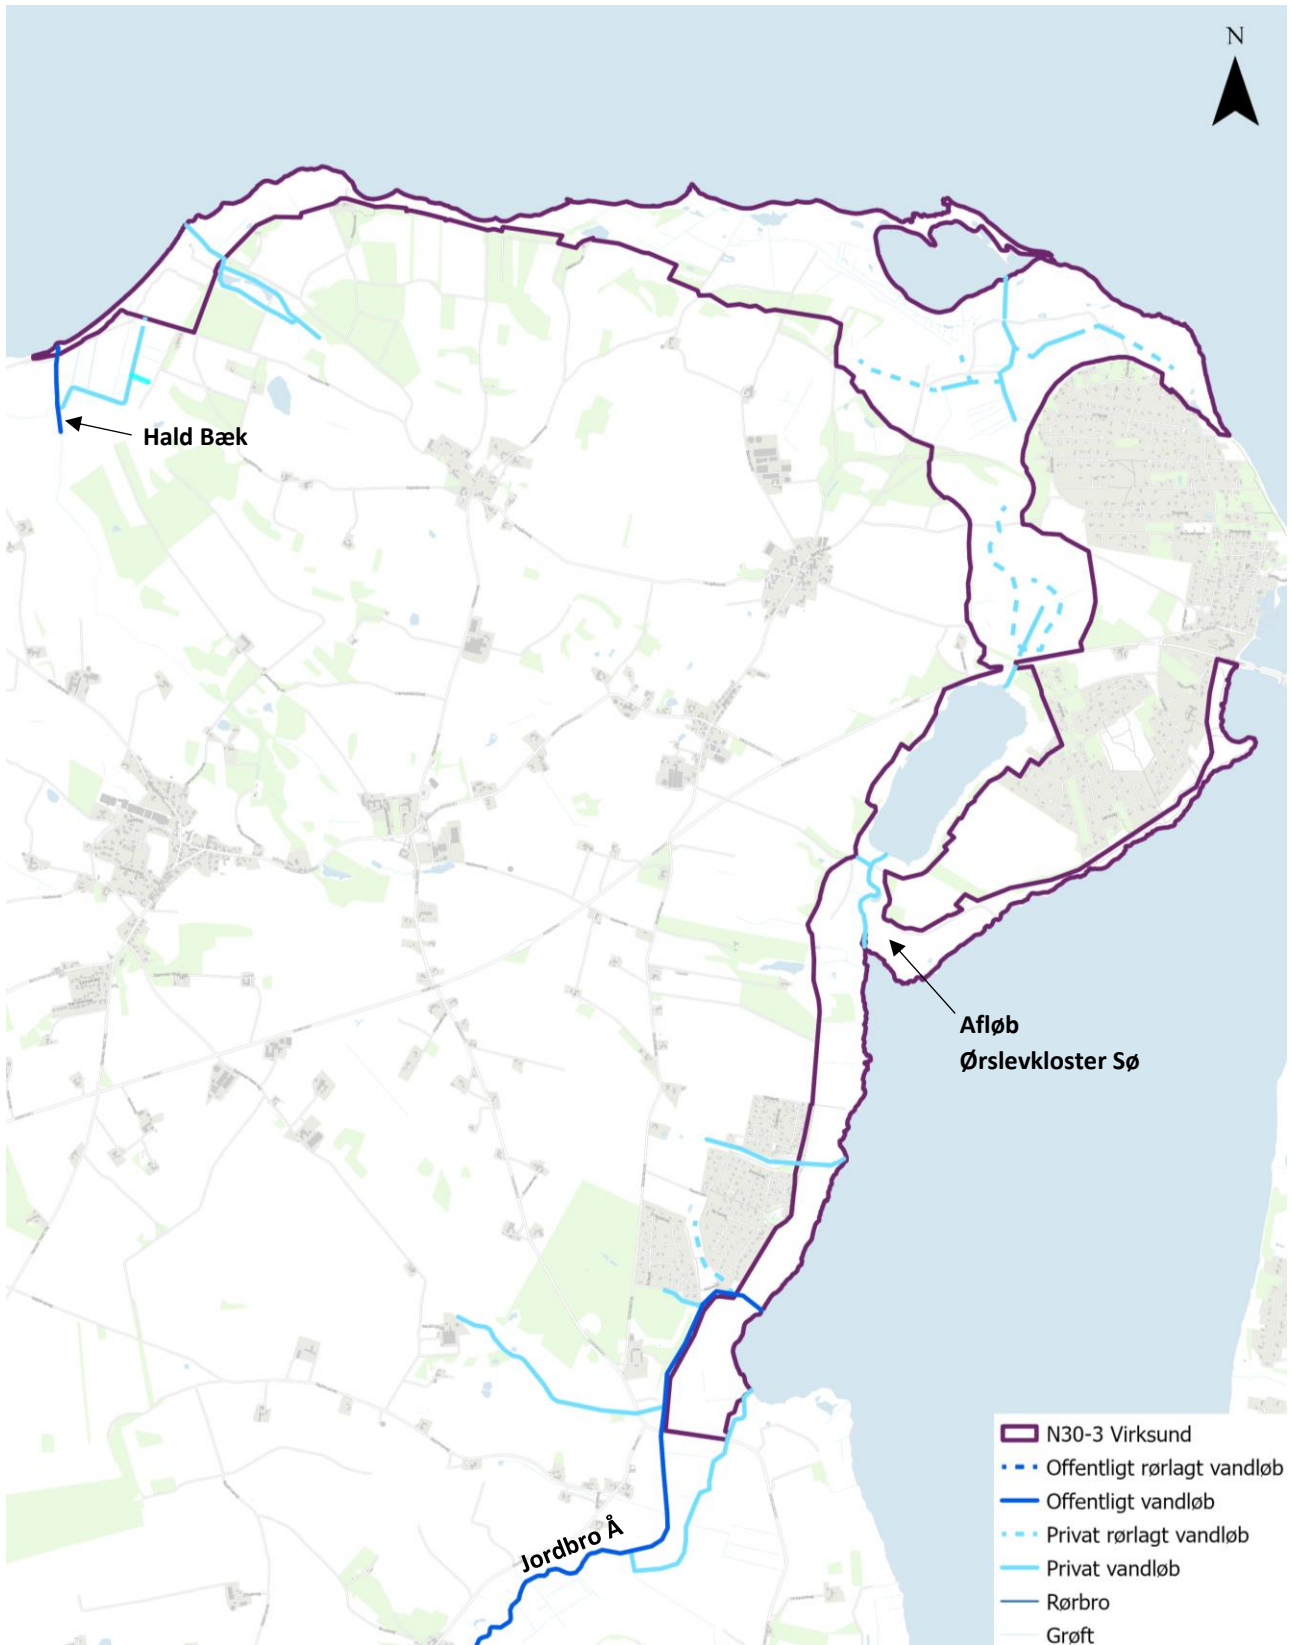 N
Hald Bæk
Afløb
Ørslevkloster Sø
Jordbro Å
N30-3 Virksund
Offentligt rørlagt vandløb
Offentligt vandløb
Privat rørlagt vandløb
Privat vandløb
Rørbro
Grøft